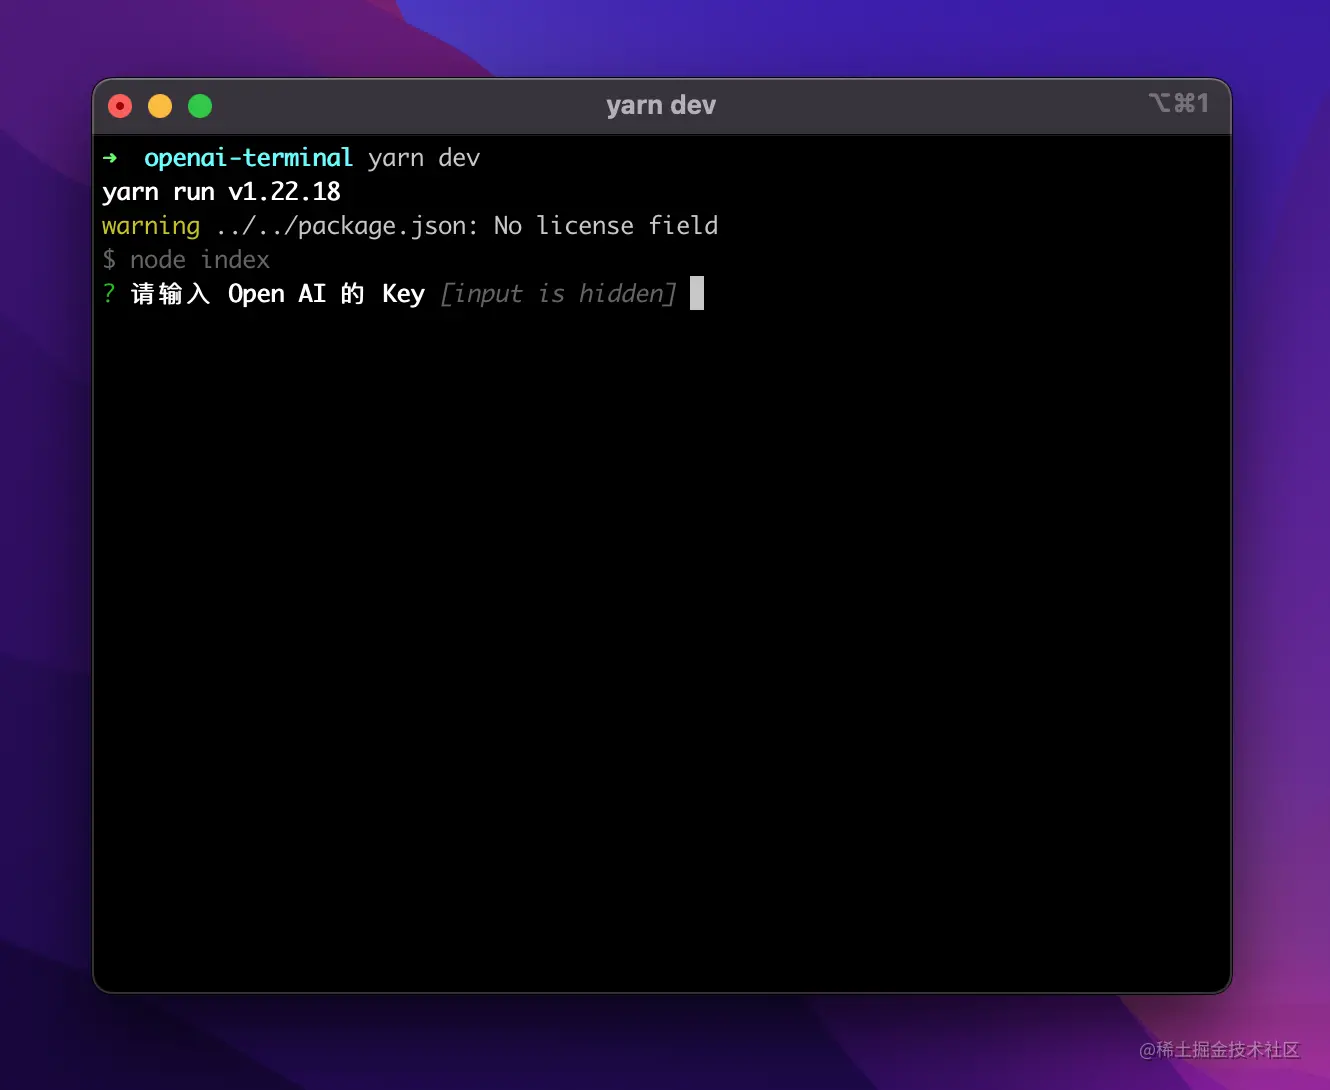 yarn dev
⌥⌘1
➜ openai-terminal yarn dev
yarn run v1.22.18
warning ../../package.json: No license field
$ node index
? 请输入 Open AI 的 Key [input is hidden]
@稀土掘金技术社区